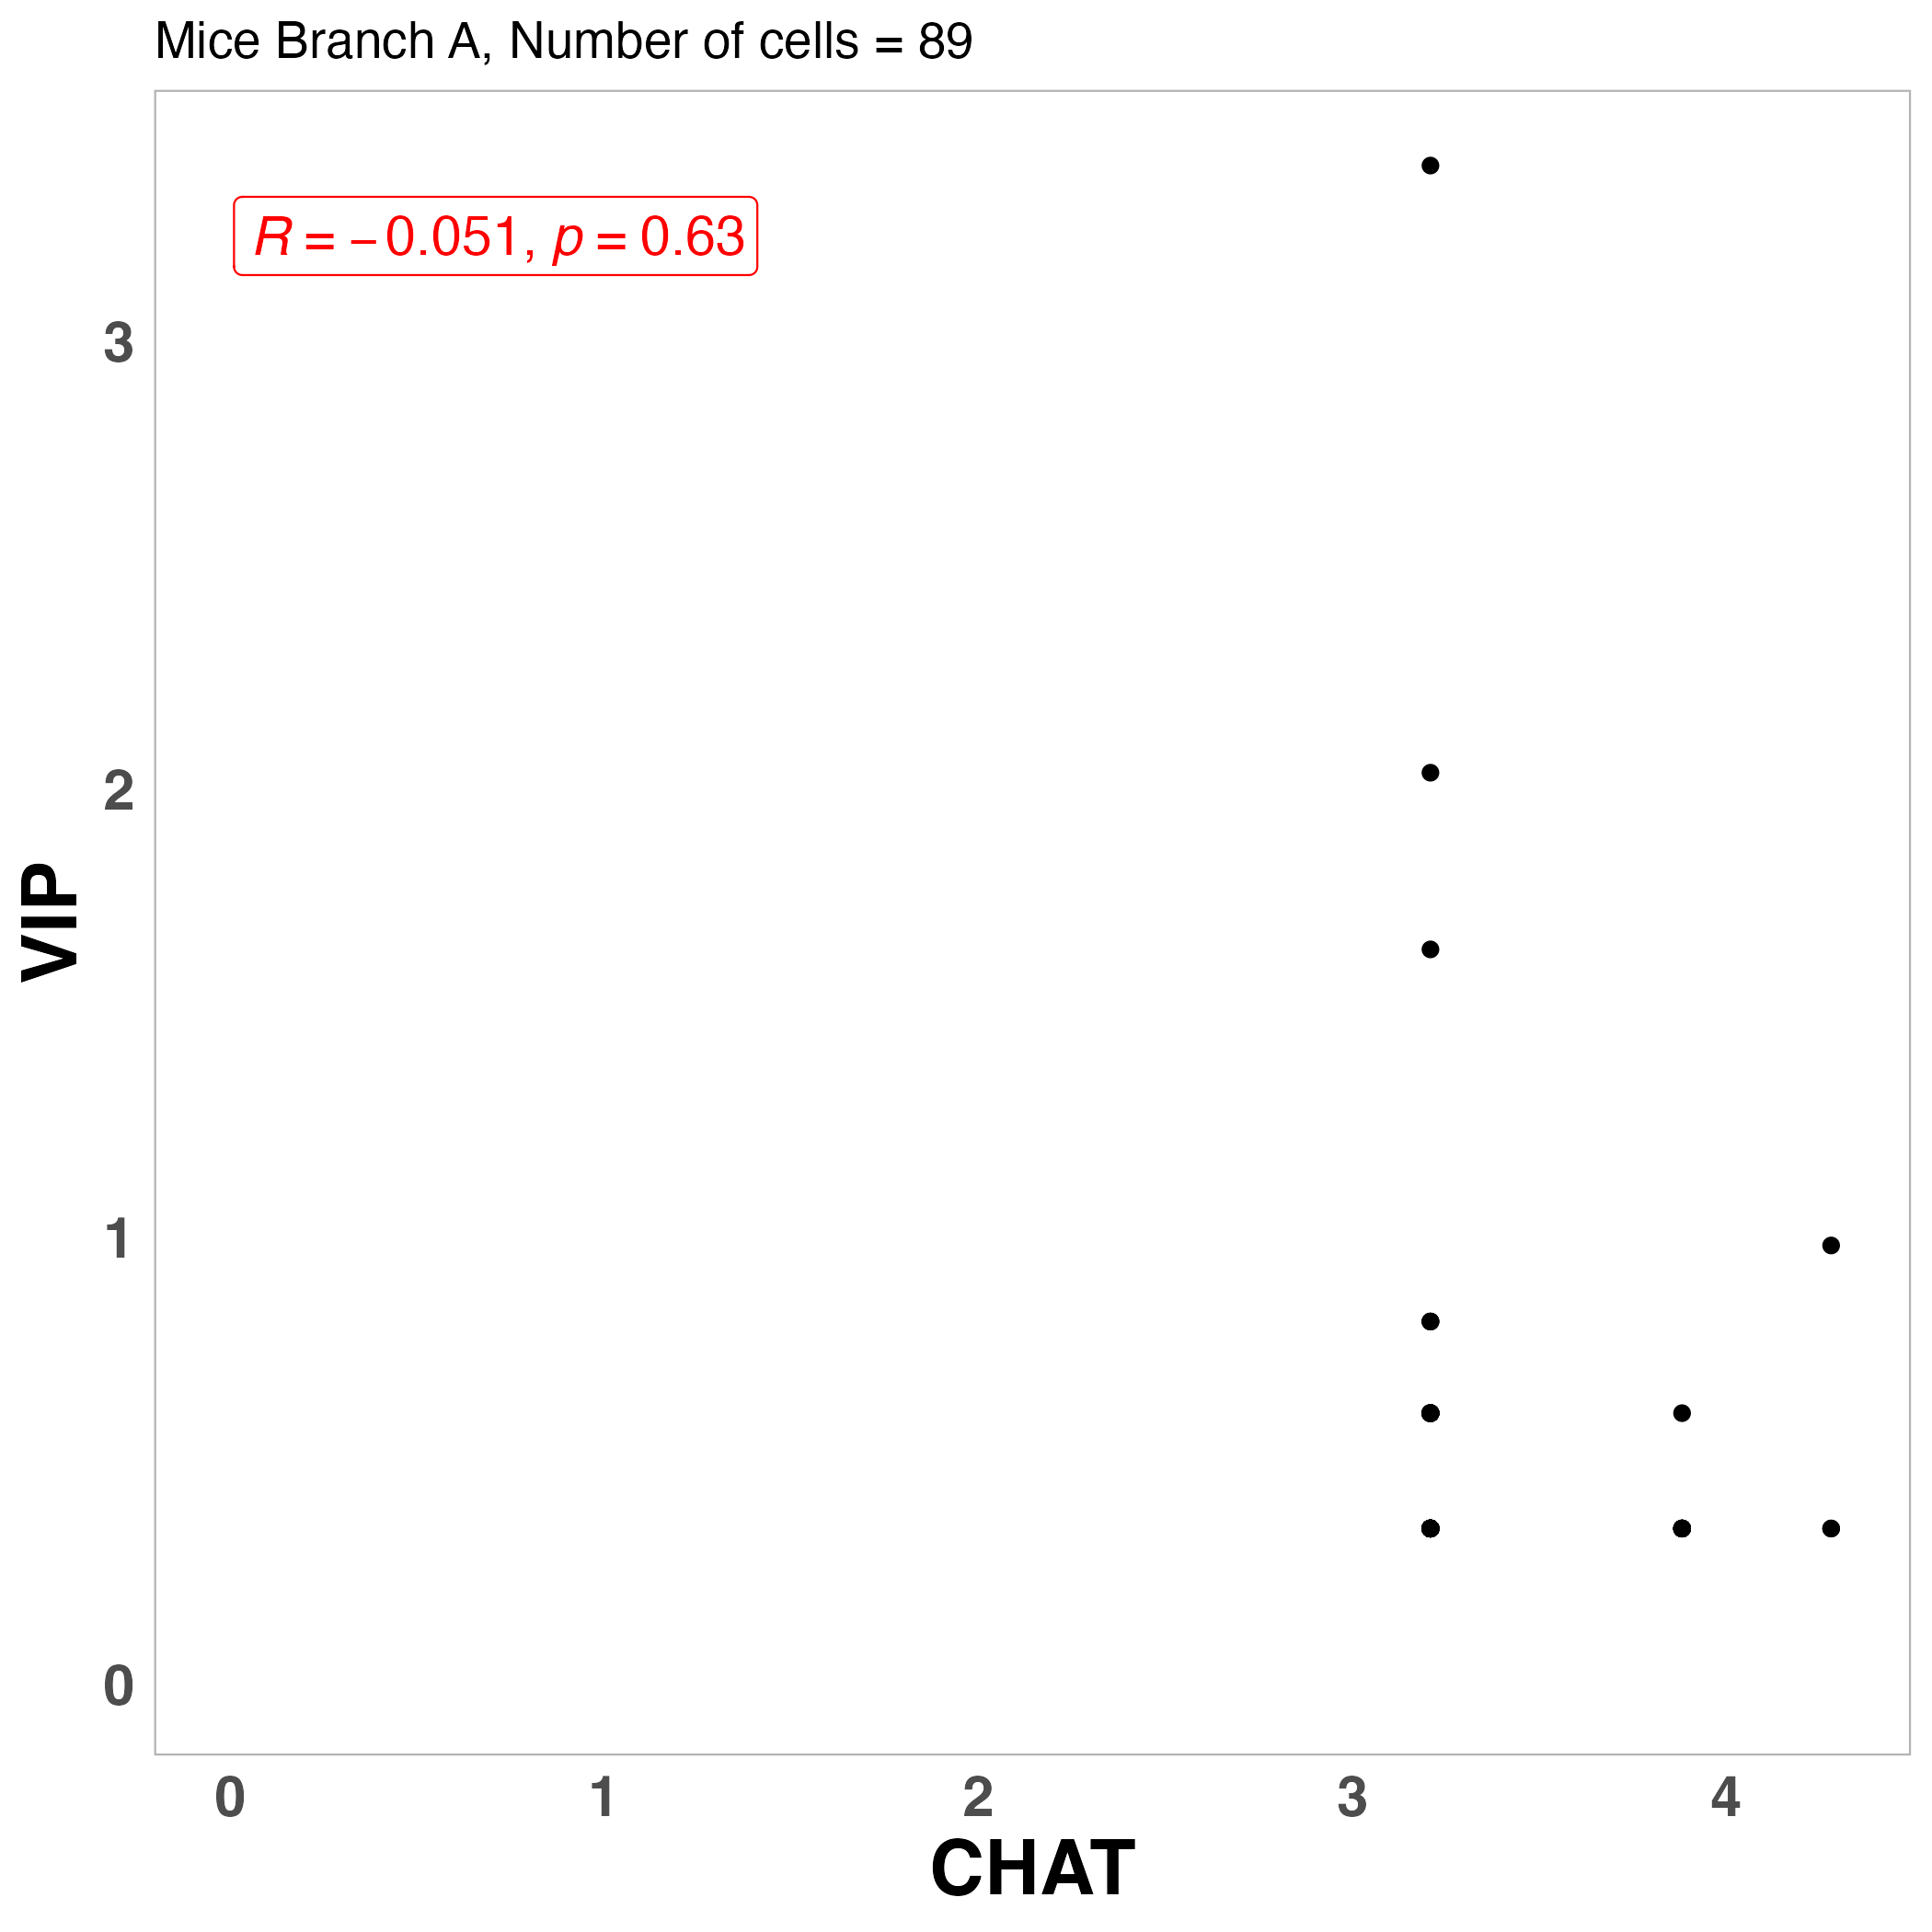 Mice Branch A, Number of cells = 89
R = −0.051, p = 0.63
3
2
1
0
VIP
0 1 2 3 4
CHAT